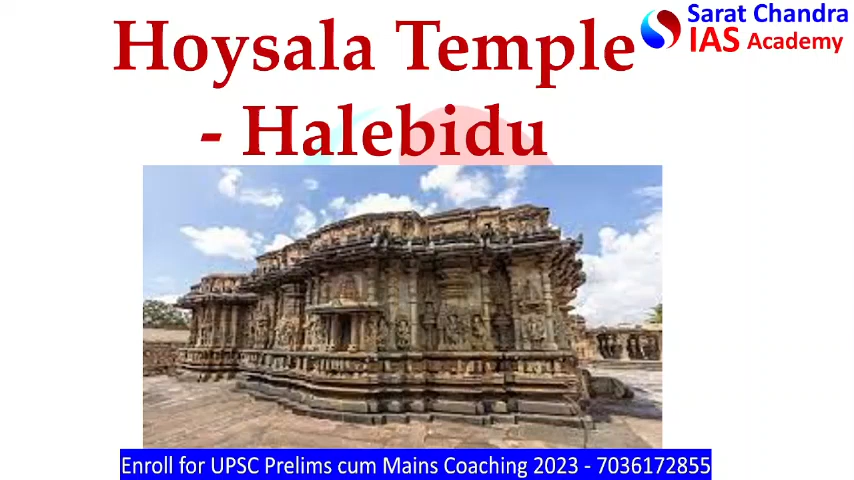 Hoysala Temple
- Halebidu
Sarat Chandra
IAS Academy
Enroll for UPSC Prelims cum Mains Coaching 2023 - 7036172855